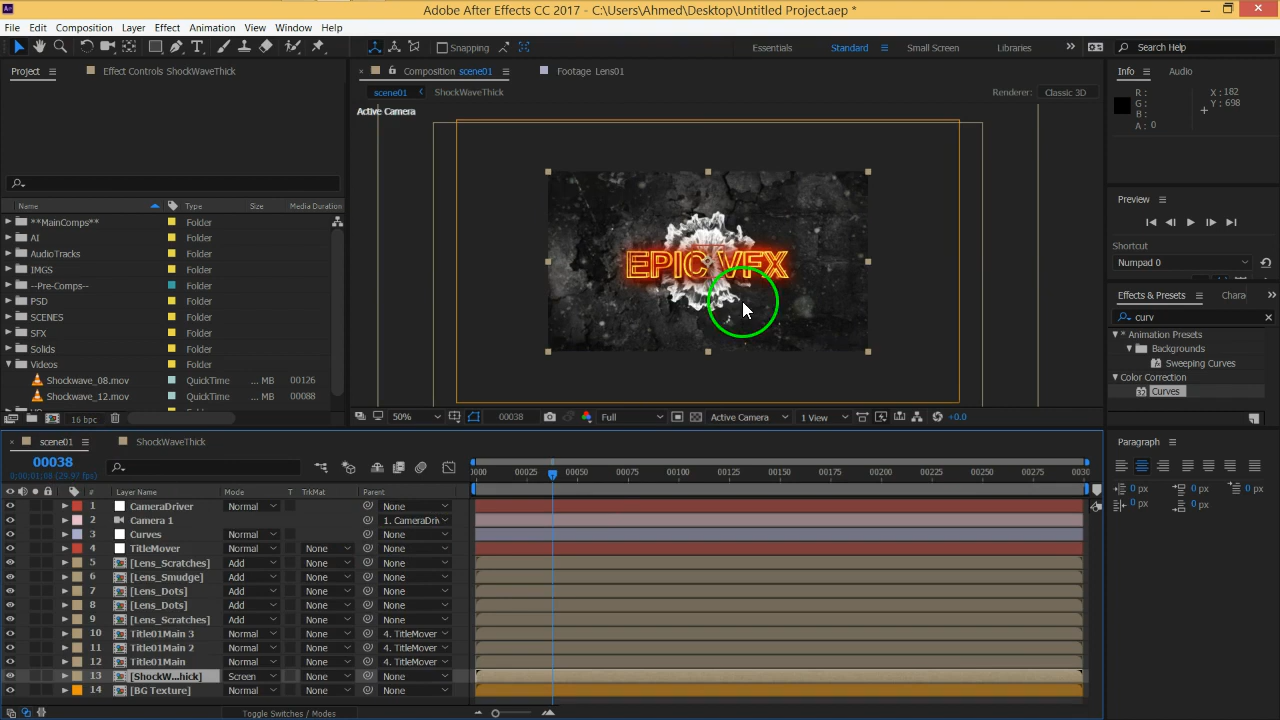 Adobe After Effects CC 2017 - C:\Users\Ahmed\Desktop\Untitled Project.aep *
File Edit Composition Layer Effect Animation View Window Help
Snapping Essentials Standard Small Screen Libraries Search Help
Project Effect Controls ShockWaveThick Composition scene01 Footage Lens01 Info Audio
scene01 ShockWaveThick Renderer: Classic 3D
R: X: 182
G: Y: 698
B:
A: 0
Active Camera
EPIC VFX
Name Type Size Media Duration
**MainComps** Folder
AI Folder
AudioTracks Folder
IMGS Folder
--Pre-Comps-- Folder
PSD Folder
SCENES Folder
SFX Folder
Solids Folder
Videos Folder
Shockwave_08.mov QuickTime ... MB 00126
Shockwave_12.mov QuickTime ... MB 00088
16 bpc
50% 00038 Full Active Camera 1 View +0.0
Preview
Shortcut
Numpad 0
Effects & Presets Chara
curv
* Animation Presets
Backgrounds
Sweeping Curves
Color Correction
Curves
Paragraph
0 px 0 px 0 px
0 px 0 px
scene01 ShockWaveThick
00038
0;00;01;08 (29.97 fps)
00025 00050 00075 00100 00125 00150 00175 00200 00225 00250 00275
# Layer Name Mode T TrkMat Parent
1 CameraDriver Normal None
2 Camera 1 1. CameraDriv
3 Curves Normal None
4 TitleMover Normal None None
5 [Lens_Scratches] Add None None
6 [Lens_Smudge] Add None None
7 [Lens_Dots] Add None None
8 [Lens_Dots] Add None None
9 [Lens_Scratches] Add None None
10 Title01Main 3 Normal None 4. TitleMover
11 Title01Main 2 Normal None 4. TitleMover
12 Title01Main Normal None 4. TitleMover
13 [ShockW...hick] Screen None None
14 [BG Texture] Normal None None
Toggle Switches / Modes